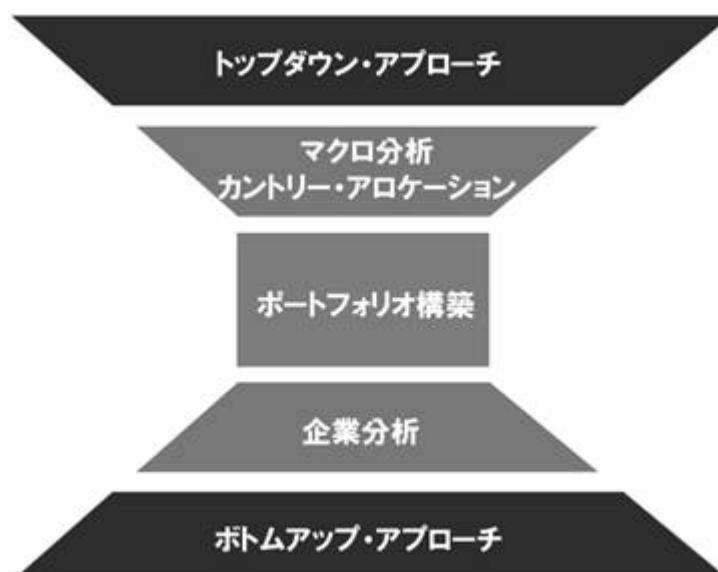 トップダウン・アプローチ
マクロ分析
カントリー・アロケーション
ポートフォリオ構築
企業分析
ボトムアップ・アプローチ